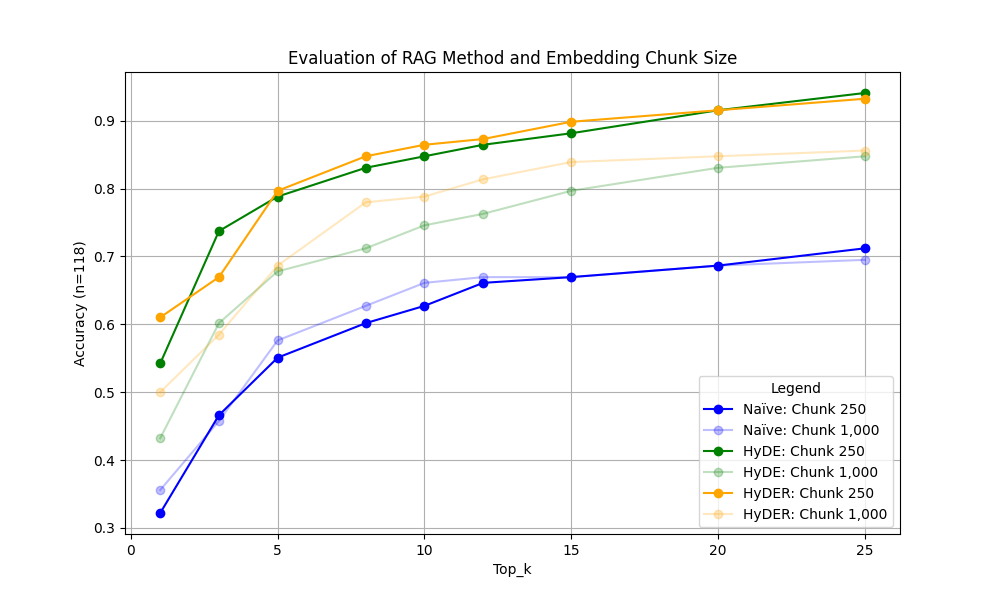 Evaluation of RAG Method and Embedding Chunk Size
Accuracy (n=118)
0.9
0.8
0.7
0.6
0.5
0.4
0.3
0
5
10
15
20
25
Top_k
Legend
Naïve: Chunk 250
Naïve: Chunk 1,000
HyDE: Chunk 250
HyDE: Chunk 1,000
HyDER: Chunk 250
HyDER: Chunk 1,000